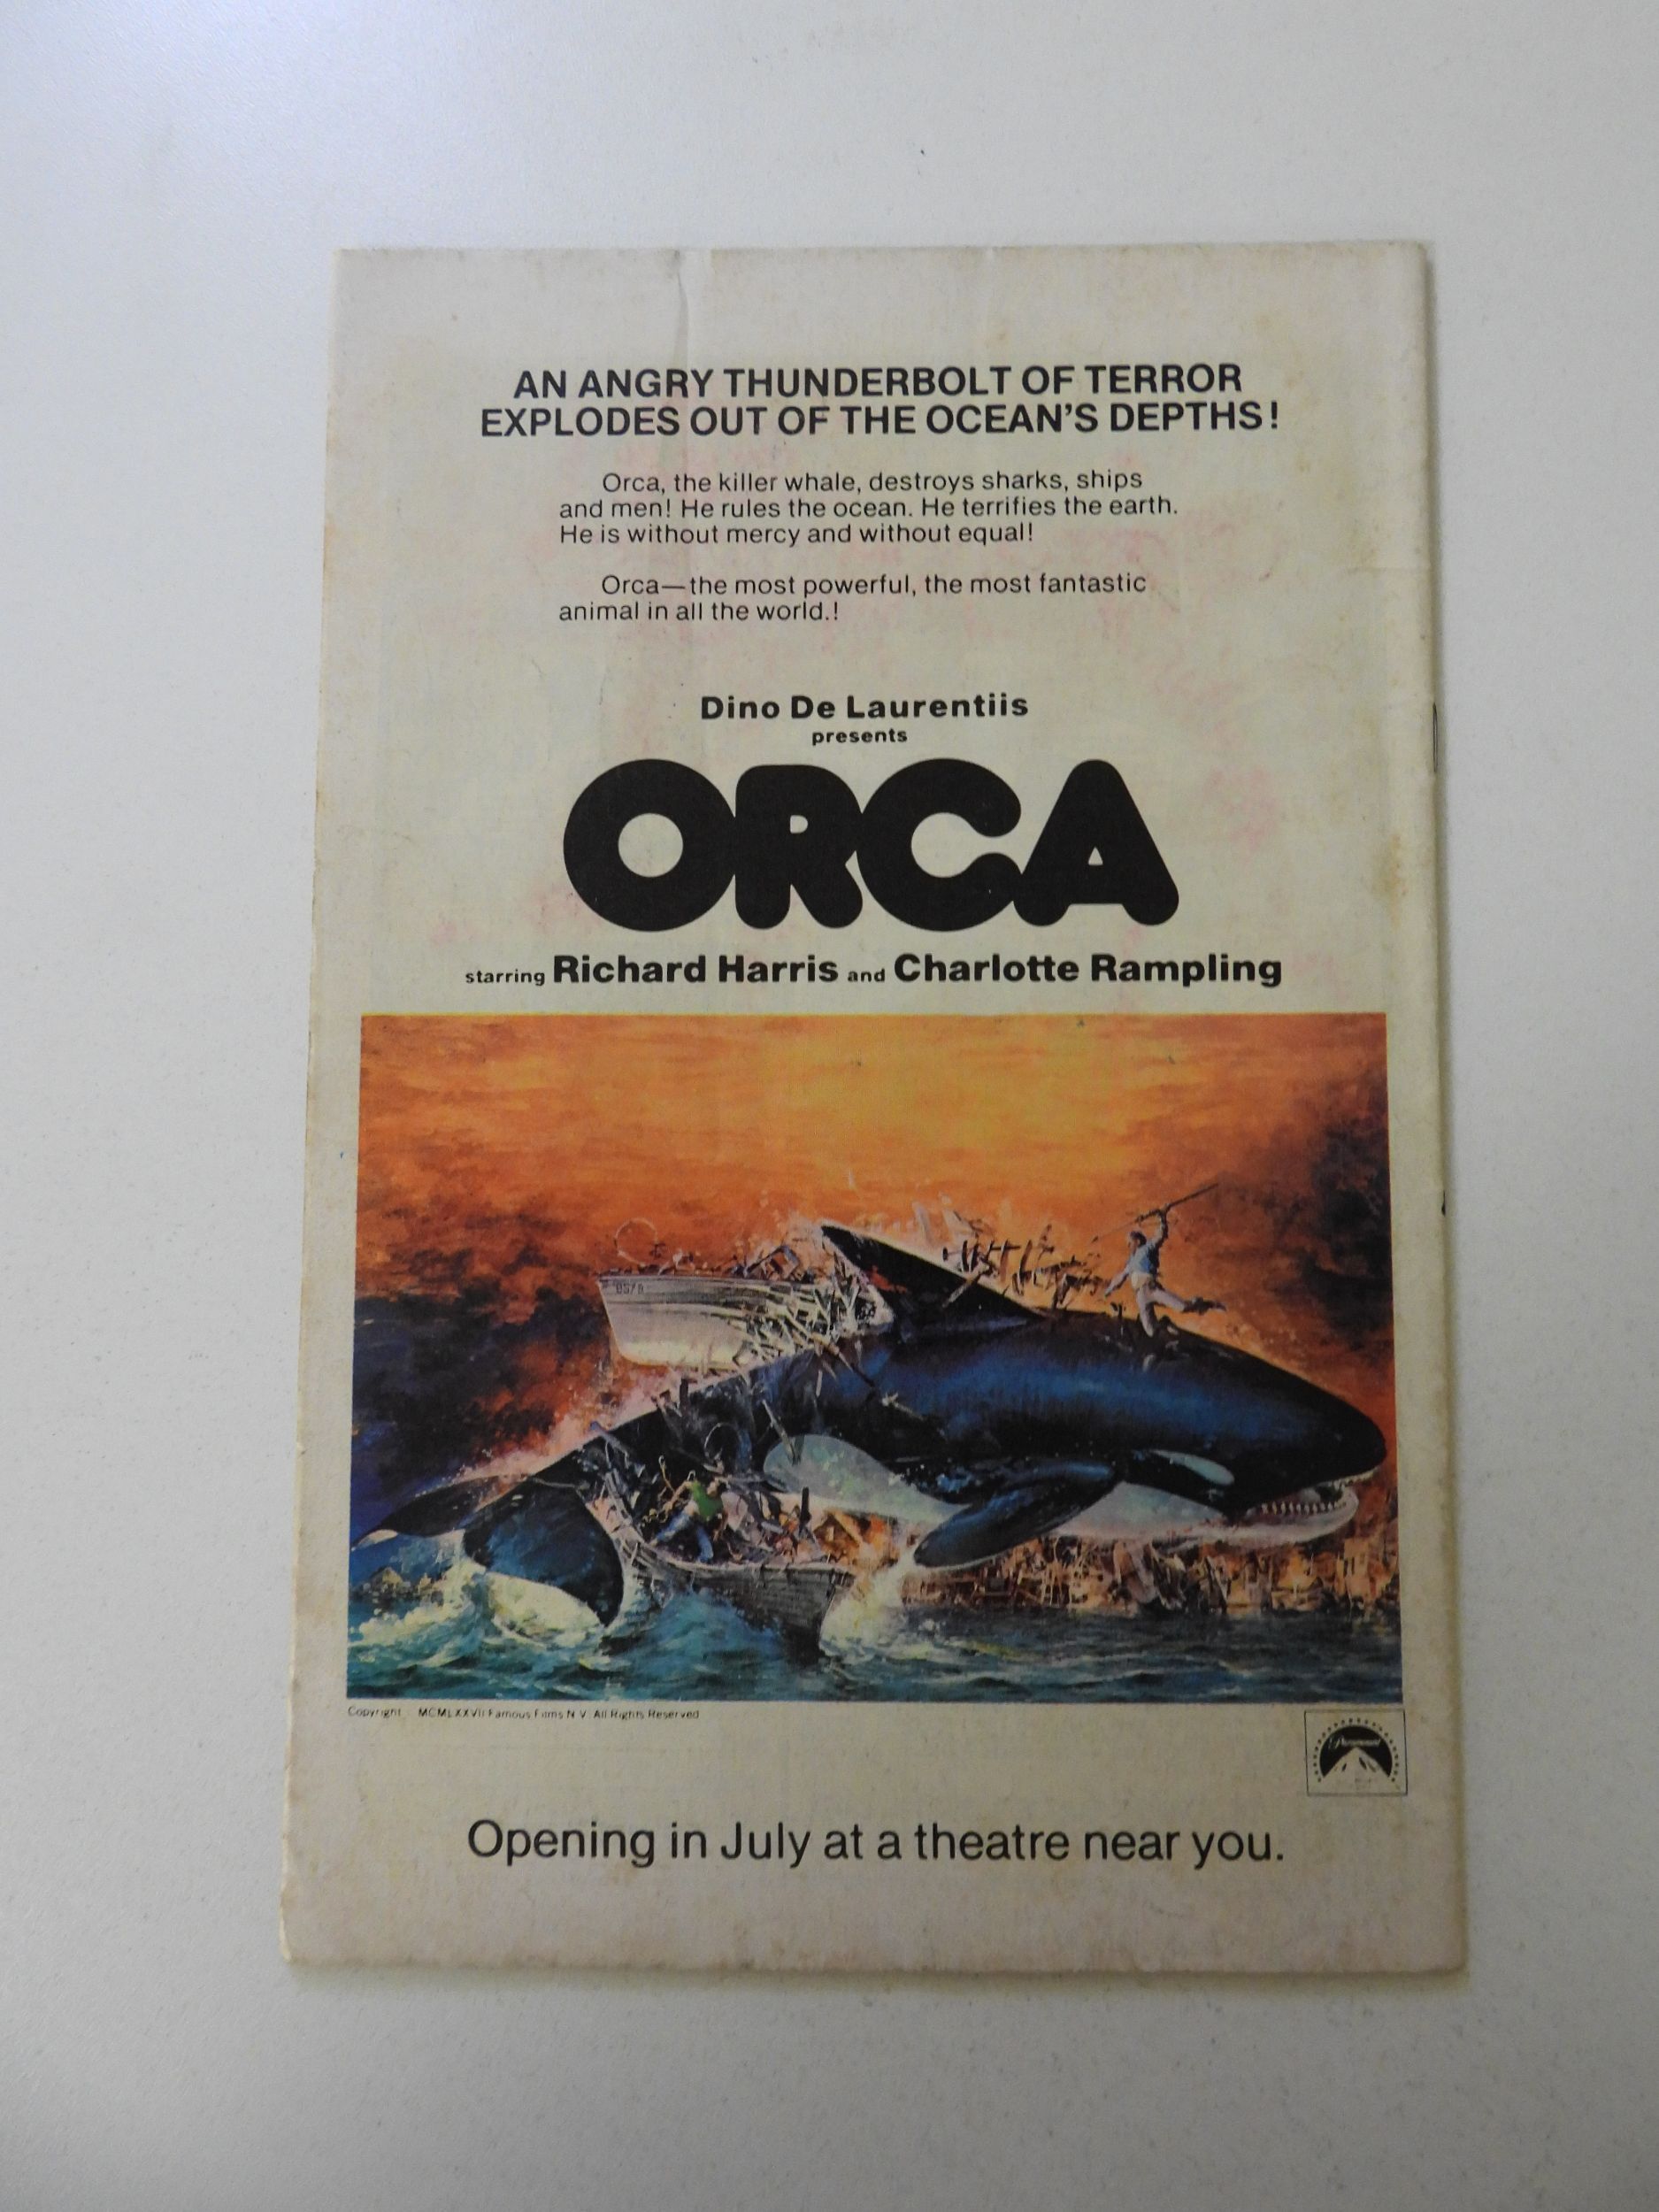 AN ANGRY THUNDERBOLT OF TERROR
EXPLODES OUT OF THE OCEAN'S DEPTHS!
Orca, the killer whale, destroys sharks, ships
and men! He rules the ocean. He terrifies the earth.
He is without mercy and without equal!
Orca—the most powerful, the most fantastic
animal in all the world.!
Dino De Laurentiis
presents
ORCA
starring Richard Harris and Charlotte Rampling
Copyright MCMLXXVII Famous Films N.V. All Rights Reserved
Paramount
Opening in July at a theatre near you.